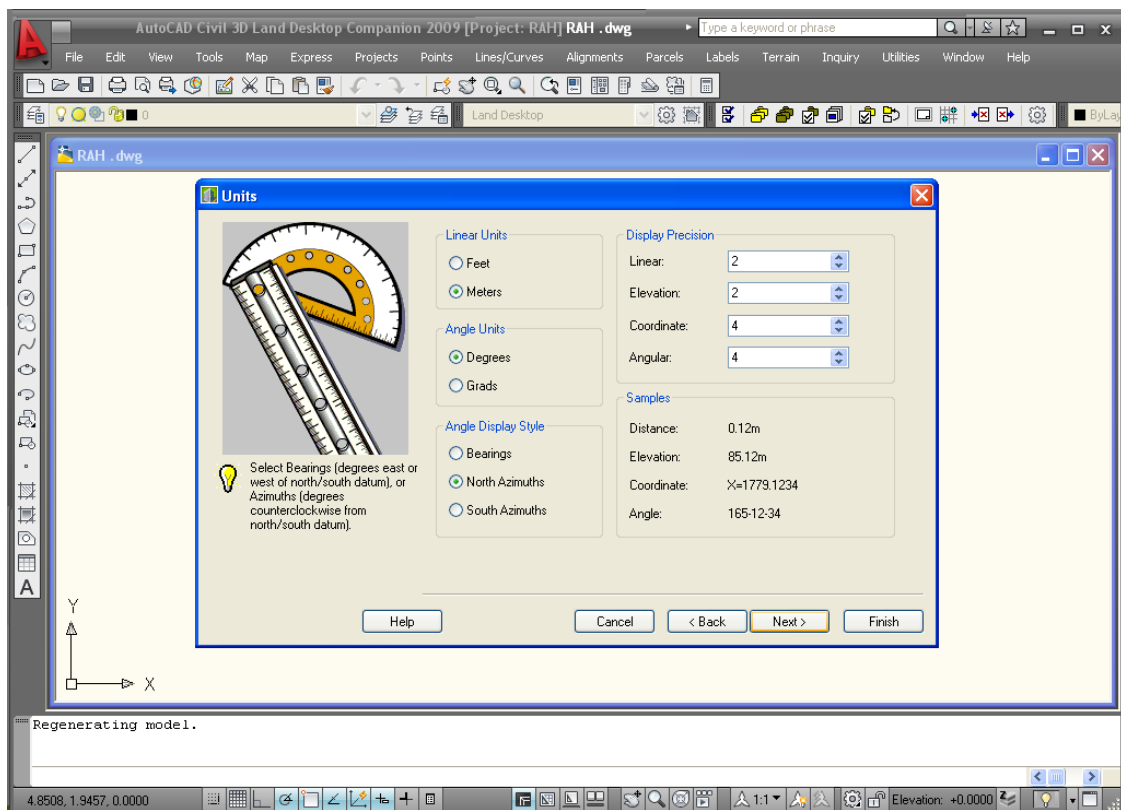 AutoCAD Civil 3D Land Desktop Companion 2009 [Project: RAH] RAH .dwg
Type a keyword or phrase
File Edit View Tools Map Express Projects Points Lines/Curves Alignments Parcels Labels Terrain Inquiry Utilities Window Help
0
Land Desktop
ByLay
RAH .dwg
Units
Linear Units
Feet
Meters
Angle Units
Degrees
Grads
Angle Display Style
Bearings
North Azimuths
South Azimuths
Display Precision
Linear: 2
Elevation: 2
Coordinate: 4
Angular: 4
Samples
Distance: 0.12m
Elevation: 85.12m
Coordinate: X=1779.1234
Angle: 165-12-34
Select Bearings (degrees east or
west of north/south datum), or
Azimuths (degrees
counterclockwise from
north/south datum).
Help
Cancel
< Back
Next >
Finish
A
Y
X
Regenerating model.
4.8508, 1.9457, 0.0000
1:1
Elevation: +0.0000